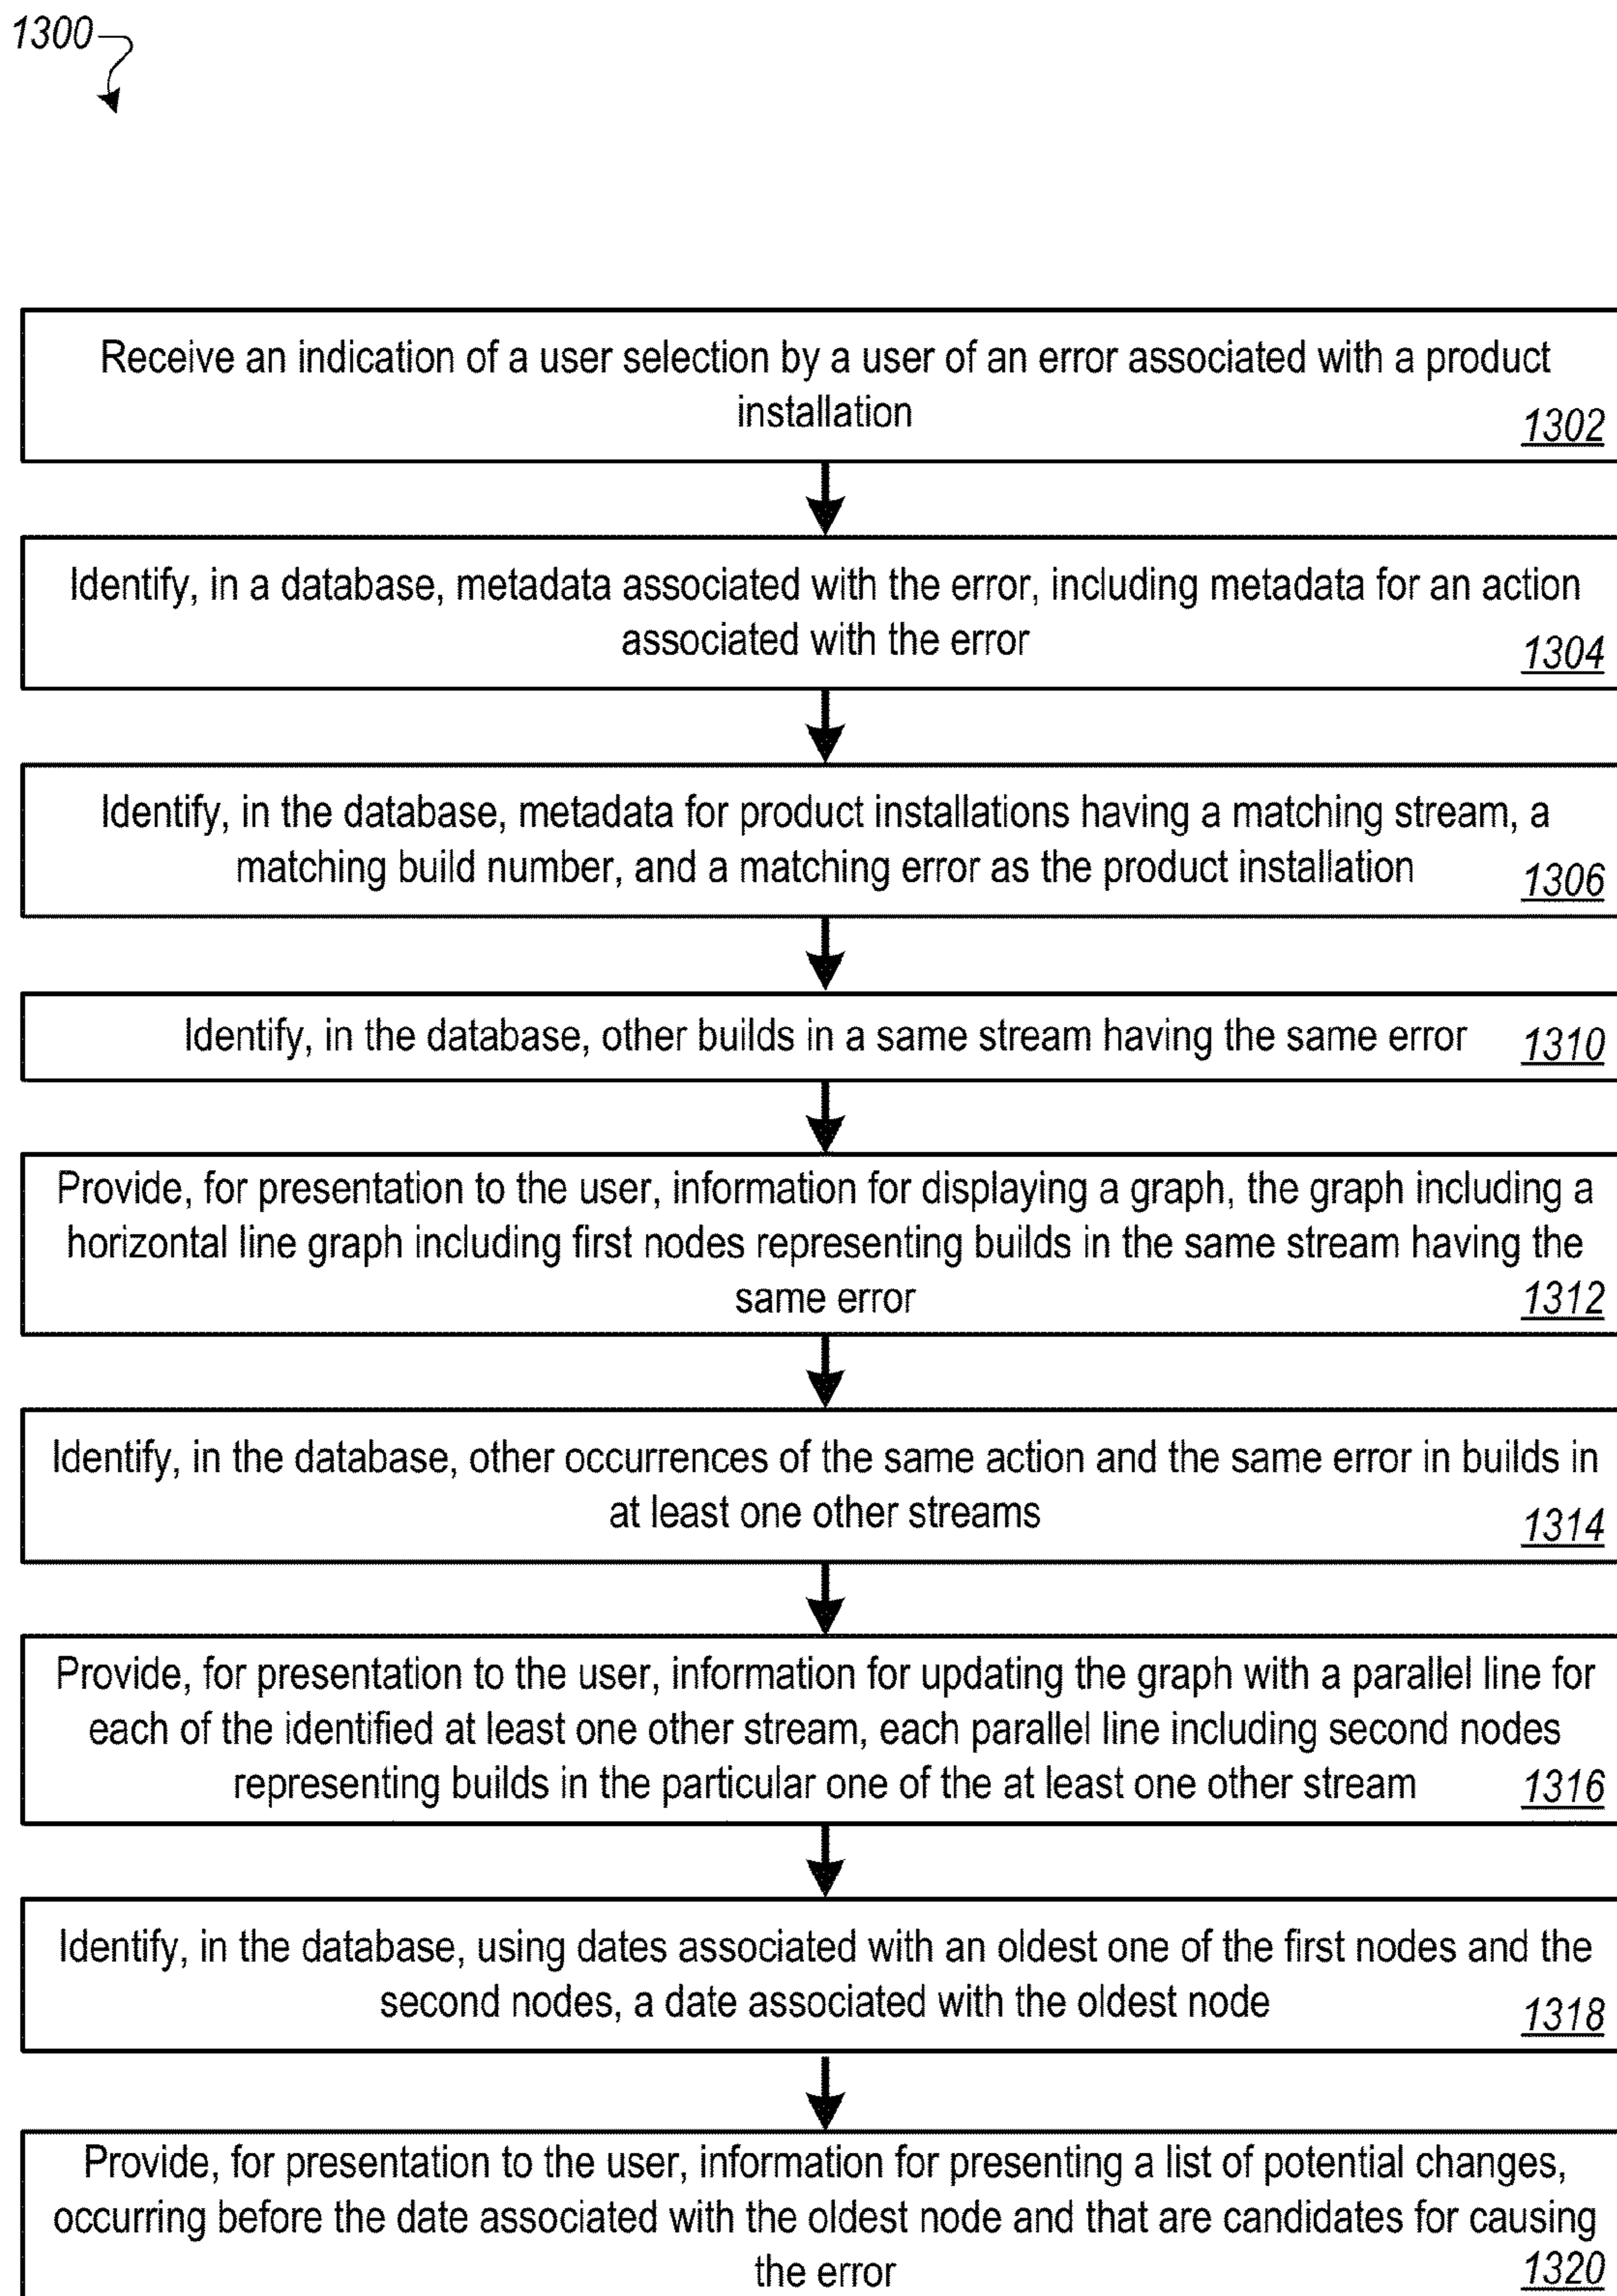 1300
Receive an indication of a user selection by a user of an error associated with a product
installation
1302
Identify, in a database, metadata associated with the error, including metadata for an action
associated with the error
1304
Identify, in the database, metadata for product installations having a matching stream, a
matching build number, and a matching error as the product installation
1306
Identify, in the database, other builds in a same stream having the same error
1310
Provide, for presentation to the user, information for displaying a graph, the graph including a
horizontal line graph including first nodes representing builds in the same stream having the
same error
1312
Identify, in the database, other occurrences of the same action and the same error in builds in
at least one other streams
1314
Provide, for presentation to the user, information for updating the graph with a parallel line for
each of the identified at least one other stream, each parallel line including second nodes
representing builds in the particular one of the at least one other stream
1316
Identify, in the database, using dates associated with an oldest one of the first nodes and the
second nodes, a date associated with the oldest node
1318
Provide, for presentation to the user, information for presenting a list of potential changes,
occurring before the date associated with the oldest node and that are candidates for causing
the error
1320